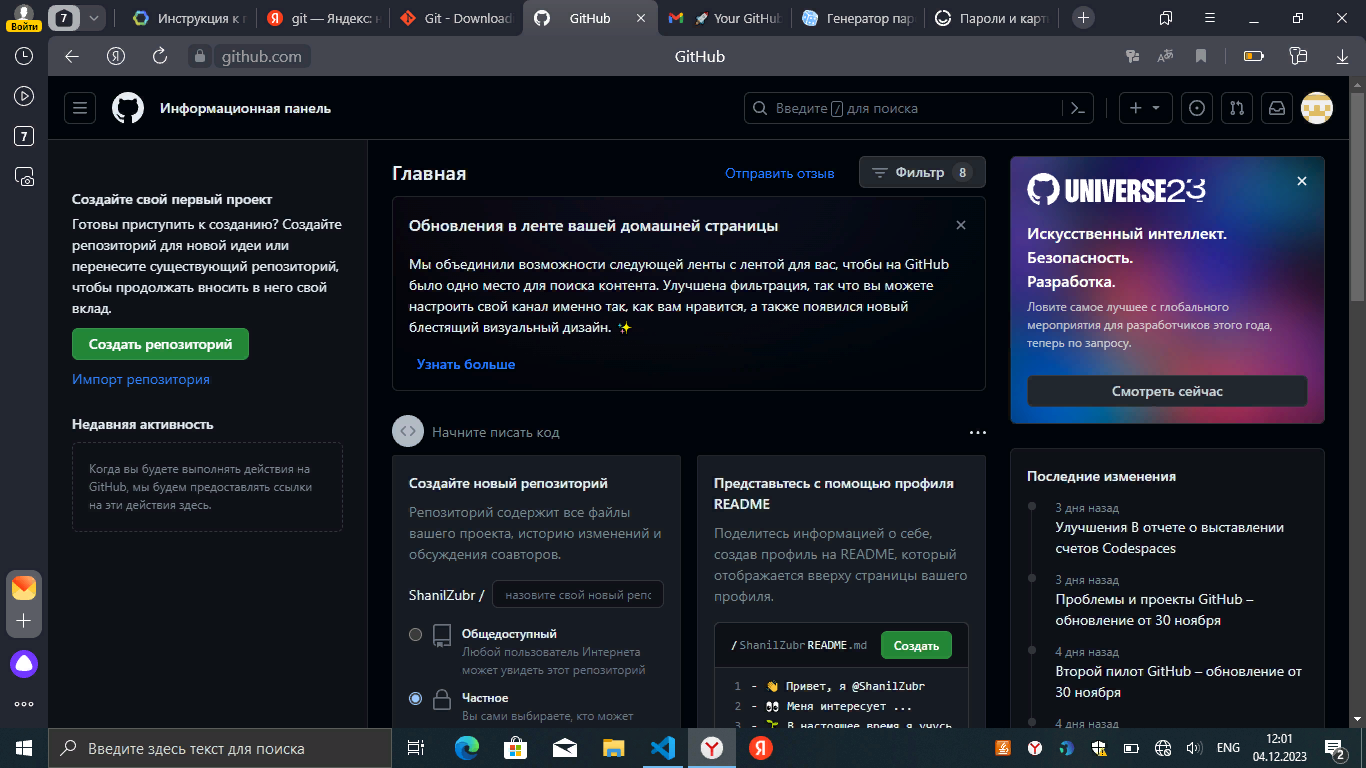 Войти
7
Инструкция к
git — Яндекс:
Git - Download
GitHub
Your GitHu
Генератор пар
Пароли и карт
github.com
GitHub
7
Информационная панель
Введите / для поиска
Создайте свой первый проект
Готовы приступить к созданию? Создайте
репозиторий для новой идеи или
перенесите существующий репозиторий,
чтобы продолжать вносить в него свой
вклад.
Создать репозиторий
Импорт репозитория
Недавняя активность
Когда вы будете выполнять действия на
GitHub, мы будем предоставлять ссылки
на эти действия здесь.
Главная
Отправить отзыв
Фильтр 8
Обновления в ленте вашей домашней страницы
Мы объединили возможности следующей ленты с лентой для вас, чтобы на GitHub
было одно место для поиска контента. Улучшена фильтрация, так что вы можете
настроить свой канал именно так, как вам нравится, а также появился новый
блестящий визуальный дизайн. ✨
Узнать больше
Начните писать код
Создайте новый репозиторий
Репозиторий содержит все файлы
вашего проекта, историю изменений и
обсуждения соавторов.
ShanilZubr /
назовите свой новый репо
Общедоступный
Любой пользователь Интернета
может увидеть этот репозиторий
Частное
Вы сами выбираете, кто может
Представьтесь с помощью профиля
README
Поделитесь информацией о себе,
создав профиль на README, который
отображается вверху страницы вашего
профиля.
/ShanilZubr README.md
Создать
1 - 👋 Привет, я @ShanilZubr
2 - 👀 Меня интересует ...
3 - 🌱 В настоящее время я учусь
UNIVERSE23
Искусственный интеллект.
Безопасность.
Разработка.
Ловите самое лучшее с глобального
мероприятия для разработчиков этого года,
теперь по запросу.
Смотреть сейчас
Последние изменения
3 дня назад
Улучшения В отчете о выставлении
счетов Codespaces
3 дня назад
Проблемы и проекты GitHub –
обновление от 30 ноября
4 дня назад
Второй пилот GitHub – обновление от
30 ноября
4 дня назад
Введите здесь текст для поиска
ENG
12:01
04.12.2023
2